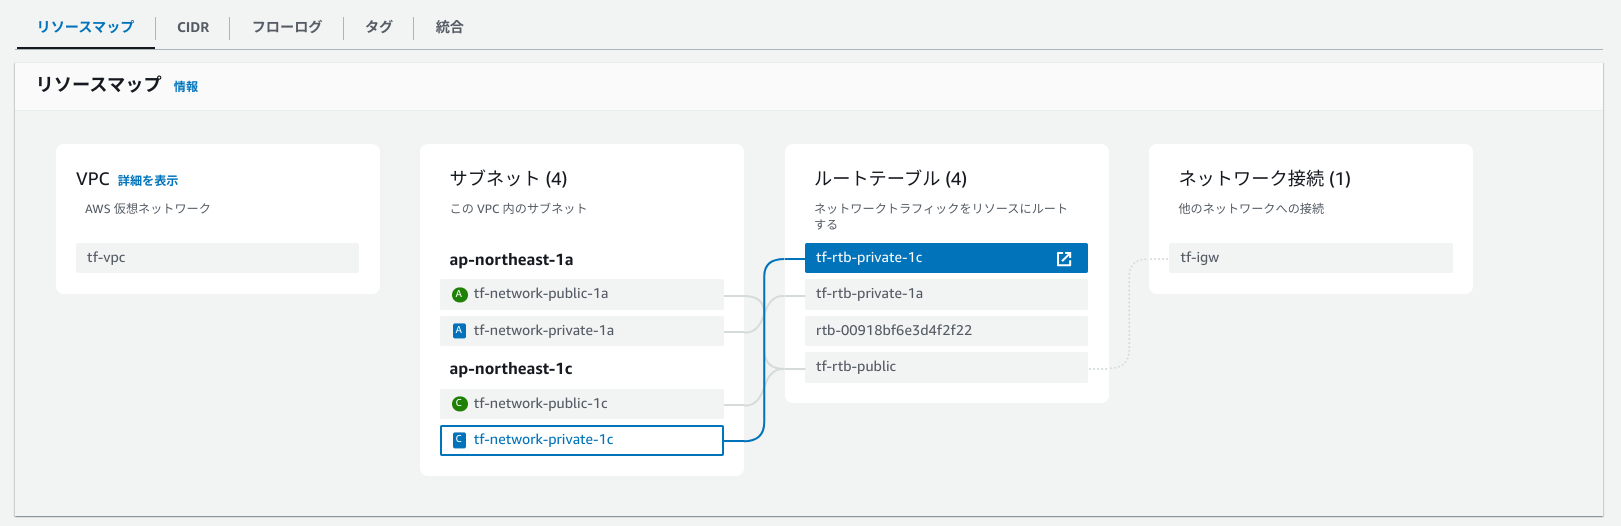 リソースマップ
CIDR
フローログ
タグ
統合
リソースマップ 情報
VPC 詳細を表示
AWS 仮想ネットワーク
tf-vpc
サブネット (4)
この VPC 内のサブネット
ap-northeast-1a
A tf-network-public-1a
A tf-network-private-1a
ap-northeast-1c
C tf-network-public-1c
C tf-network-private-1c
ルートテーブル (4)
ネットワークトラフィックをリソースにルート
する
tf-rtb-private-1c
tf-rtb-private-1a
rtb-00918bf6e3d4f2f22
tf-rtb-public
ネットワーク接続 (1)
他のネットワークへの接続
tf-igw